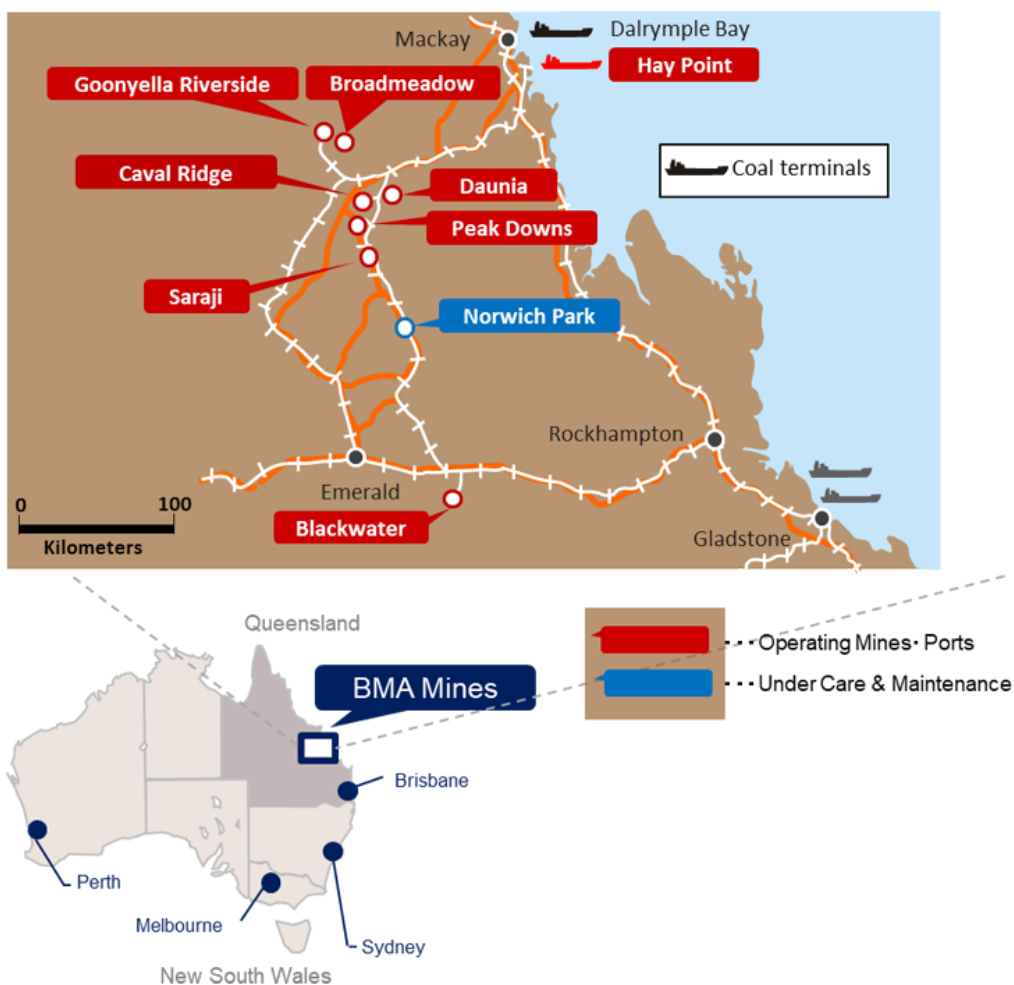 Mackay
Dalrymple Bay
Hay Point
Goonyella Riverside
Broadmeadow
Coal terminals
Caval Ridge
Daunia
Peak Downs
Saraji
Norwich Park
Rockhampton
Emerald
0 100
Kilometers
Blackwater
Gladstone
Queensland
BMA Mines
Operating Mines・Ports
Under Care & Maintenance
Brisbane
Perth
Melbourne
Sydney
New South Wales